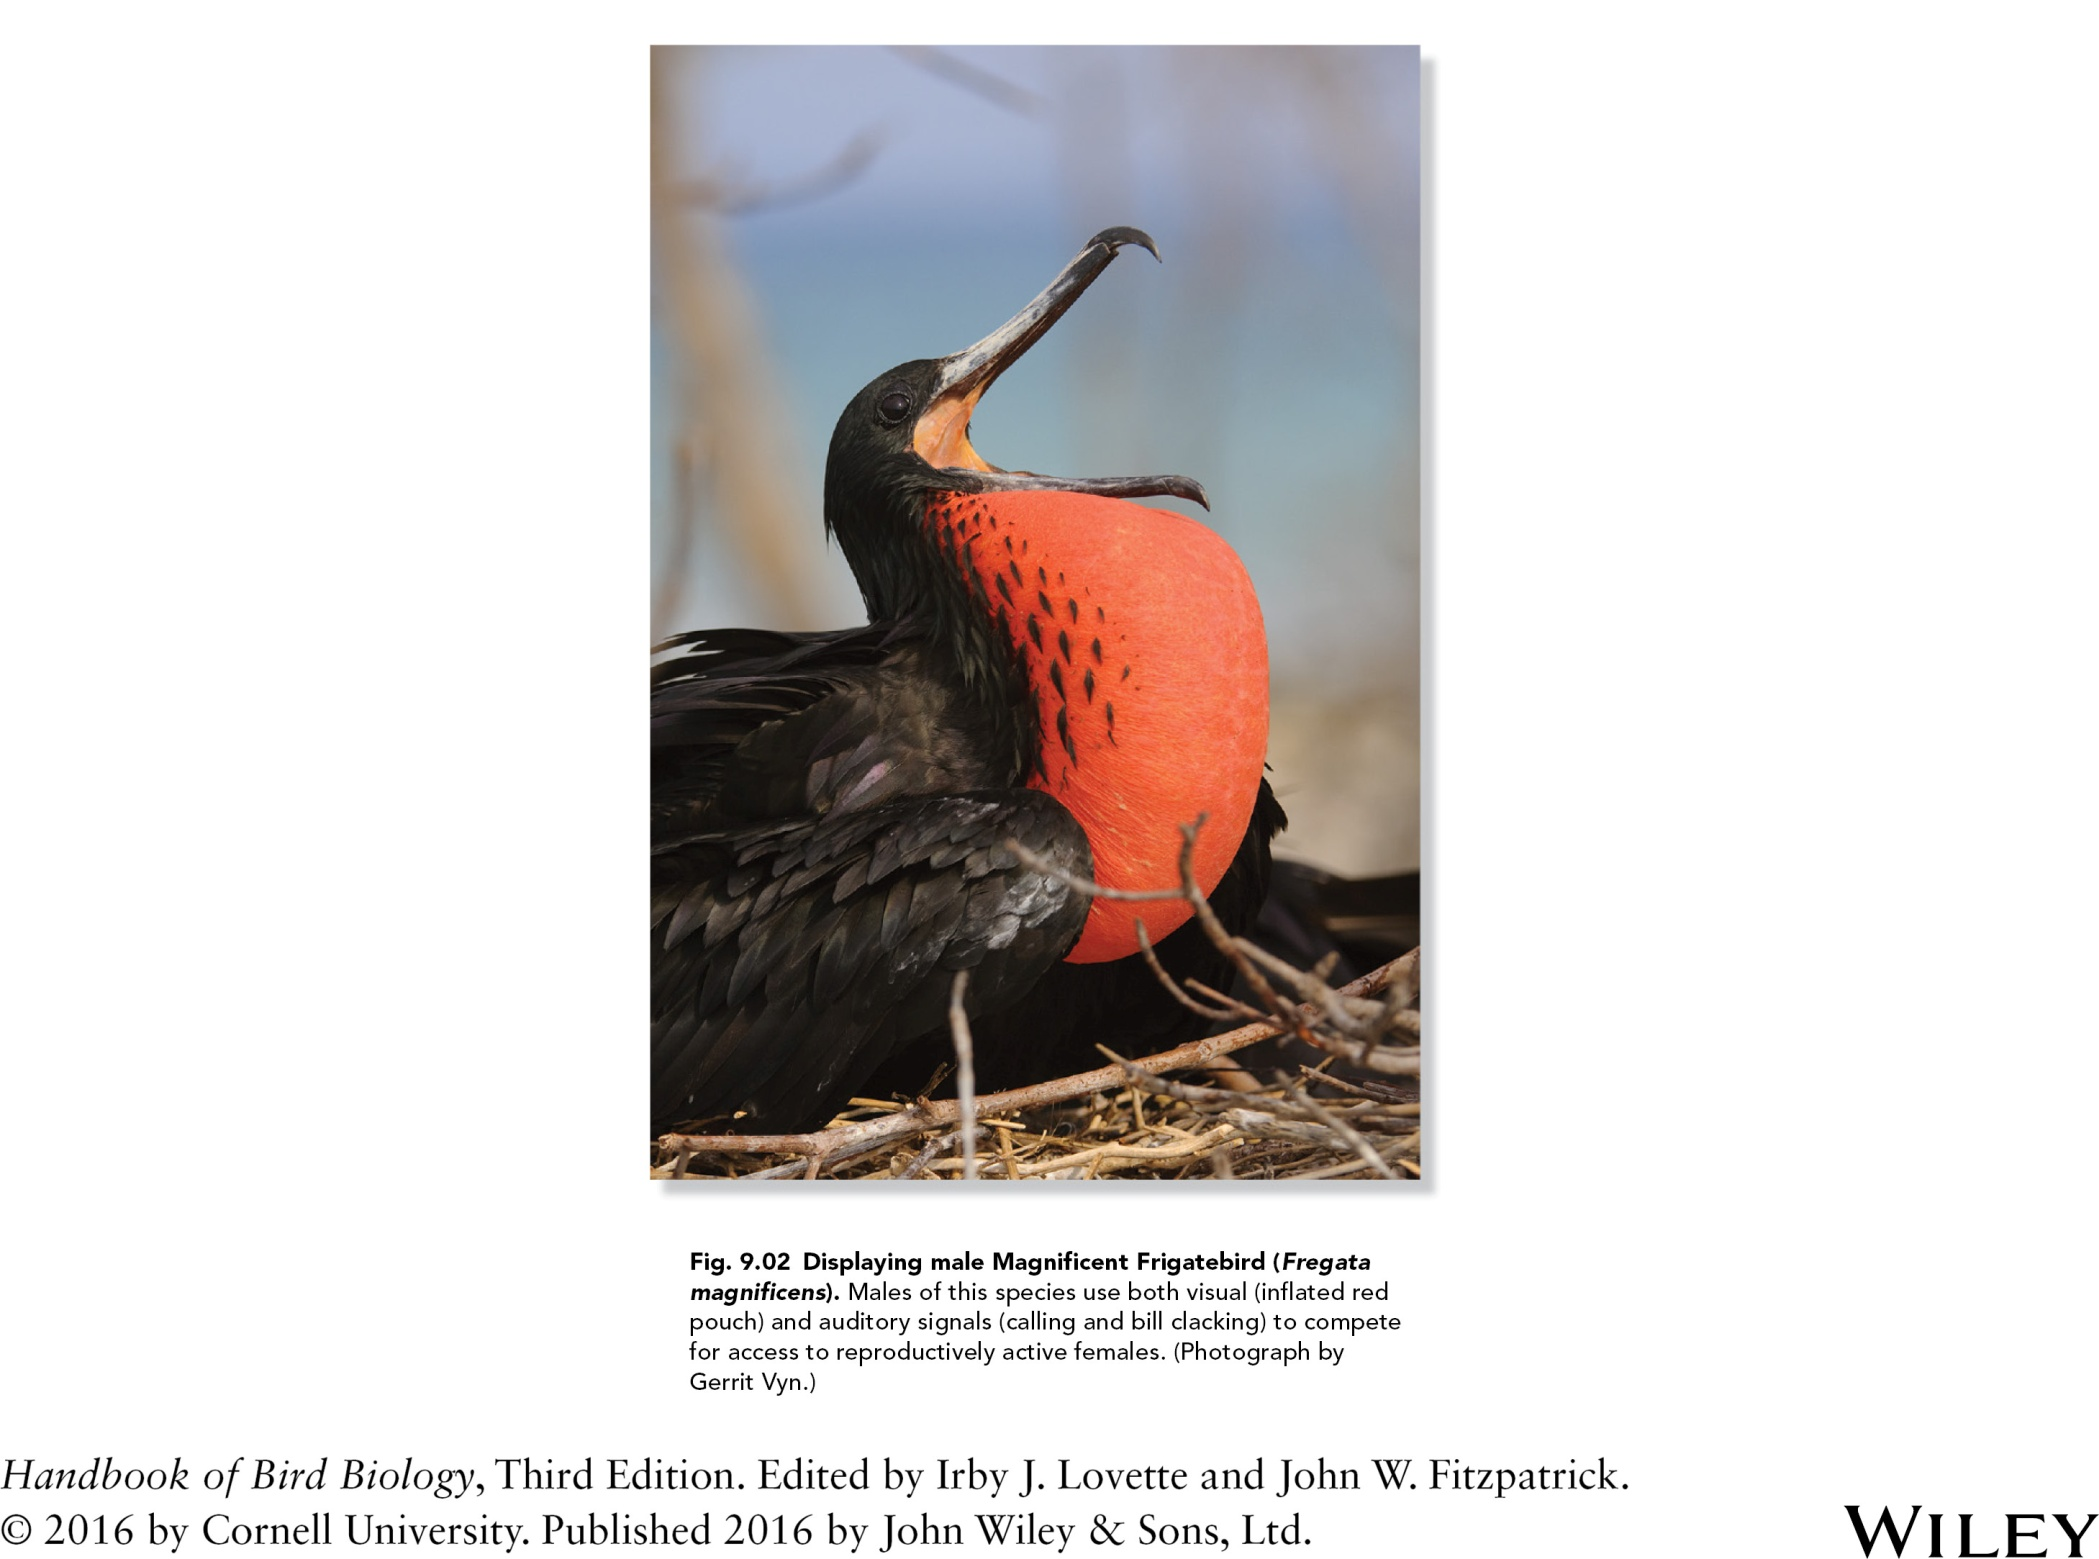 Fig. 9.02 Displaying male Magnificent Frigatebird (Fregata
magnificens). Males of this species use both visual (inflated red
pouch) and auditory signals (calling and bill clacking) to compete
for access to reproductively active females. (Photograph by
Gerrit Vyn.)
Handbook of Bird Biology, Third Edition. Edited by Irby J. Lovette and John W. Fitzpatrick.
© 2016 by Cornell University. Published 2016 by John Wiley & Sons, Ltd.
WILEY